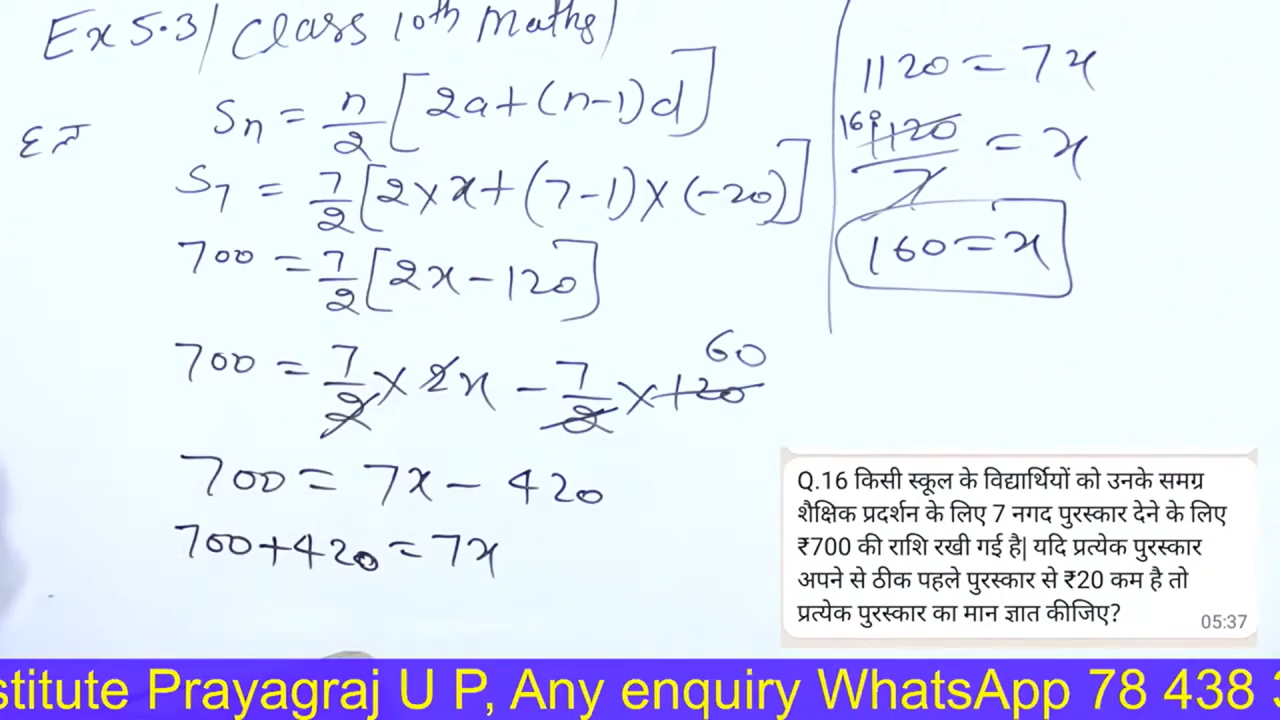 Ex 5.3/ Class 10th Maths/
हल
Sn = n/2 [2a+(n-1)d]
S7 = 7/2 [2×x+(7-1)×(-20)]
700 = 7/2 [2x-120]
700 = 7/2 × 2x - 7/2 × 120 60
700 = 7x - 420
700+420 = 7x
1120 = 7x
160 1120/7 = x
160 = x
Q.16 किसी स्कूल के विद्यार्थियों को उनके समग्र
शैक्षिक प्रदर्शन के लिए 7 नगद पुरस्कार देने के लिए
₹700 की राशि रखी गई है| यदि प्रत्येक पुरस्कार
अपने से ठीक पहले पुरस्कार से ₹20 कम है तो
प्रत्येक पुरस्कार का मान ज्ञात कीजिए?
05:37
stitute Prayagraj U P, Any enquiry WhatsApp 78 438